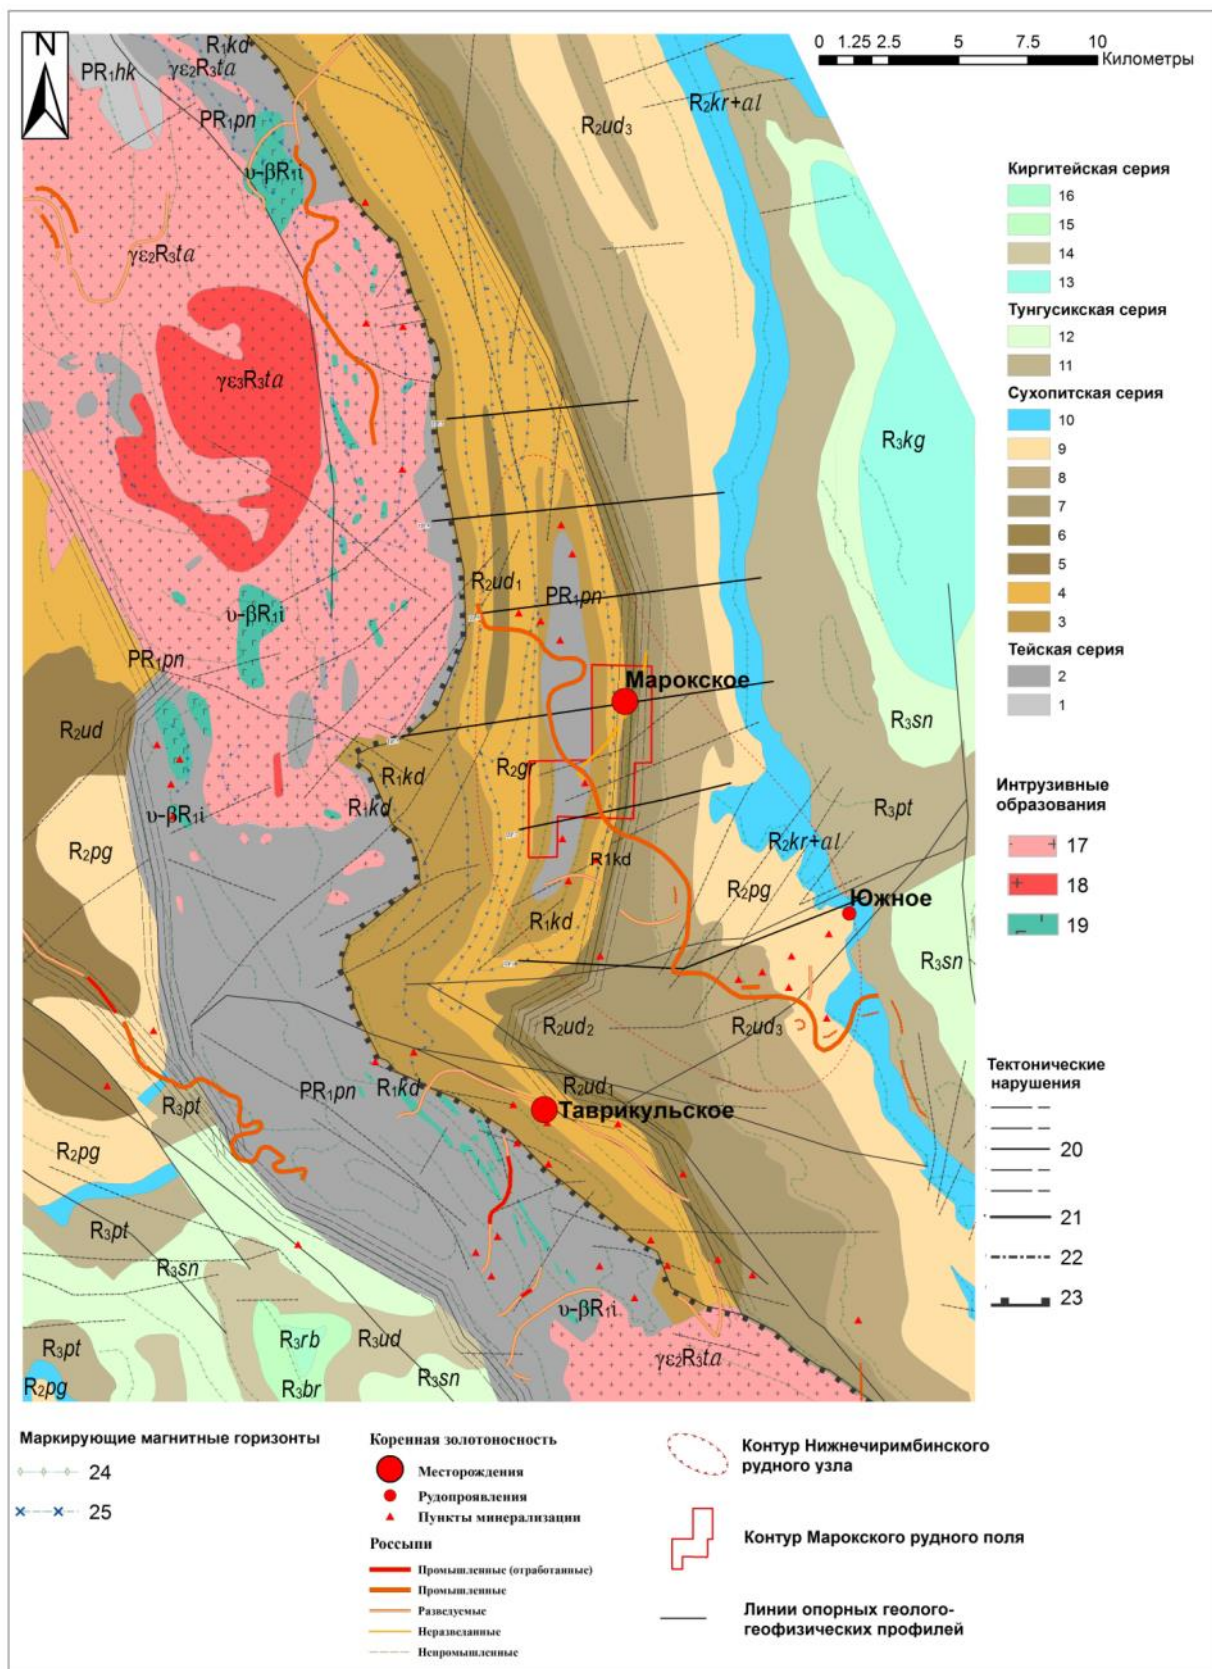 N
0 1.25 2.5 5 7.5 10
Километры
R₁kd
PR₁hk
γε₂R₃ta
PR₁pn
υ-βR₁i
R₂ud₃
R₂kr+al
γε₂R₃ta
γε₃R₃ta
R₃kg
υ-βR₁i
R₂ud₁
PR₁pn
PR₁pn
Марокское
R₂ud
R₃sn
R₁kd
R₂gr
υ-βR₁i
R₁kd
R₃pt
R₂pg
R₂kr+al
R1kd
R₂pg
Южное
R₁kd
R₃sn
R₂ud₂
R₂ud₃
PR₁pn
R₁kd
R₂ud₁
Таврикульское
R₃pt
R₂pg
R₃pt
R₃sn
υ-βR₁i
R₃rb
R₃ud
R₃pt
γε₂R₃ta
R₂pg
R₃br
R₃sn
Киргитейская серия
16
15
14
13
Тунгусикская серия
12
11
Сухопитская серия
10
9
8
7
6
5
4
3
Тейская серия
2
1
Интрузивные
образования
17
18
19
Тектонические
нарушения
20
21
22
23
Маркирующие магнитные горизонты
24
25
Коренная золотоносность
Месторождения
Рудопроявления
Пункты минерализации
Россыпи
Промышленные (отработанные)
Промышленные
Разведуемые
Неразведанные
Непромышленные
Контур Нижнечиримбинского
рудного узла
Контур Марокского рудного поля
Линии опорных геолого-
геофизических профилей